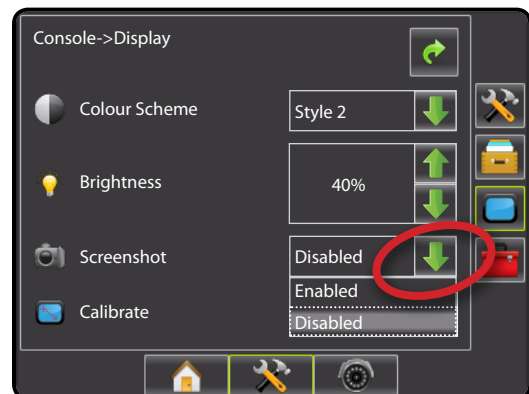 Console->Display
Colour Scheme
Style 2
Brightness
40%
Screenshot
Disabled
Enabled
Calibrate
Disabled